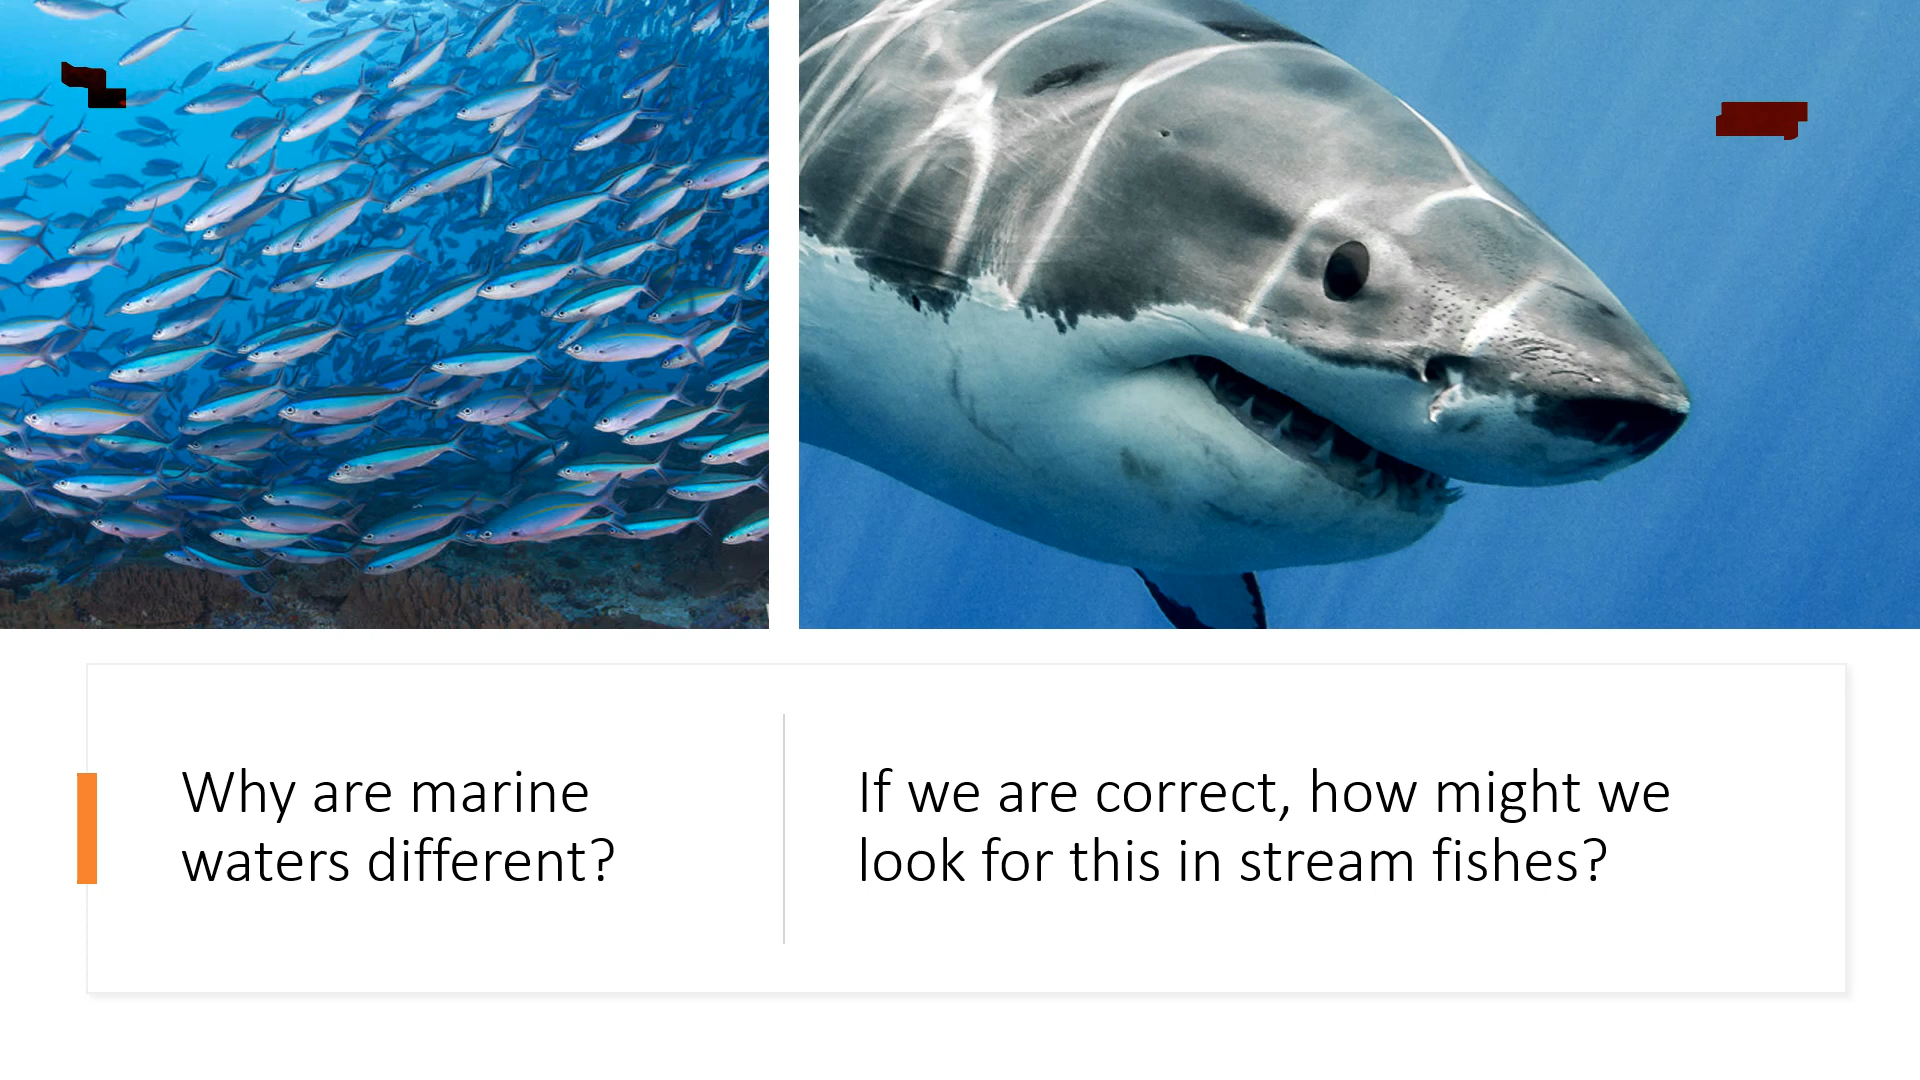 Why are marine
waters different?
If we are correct, how might we
look for this in stream fishes?